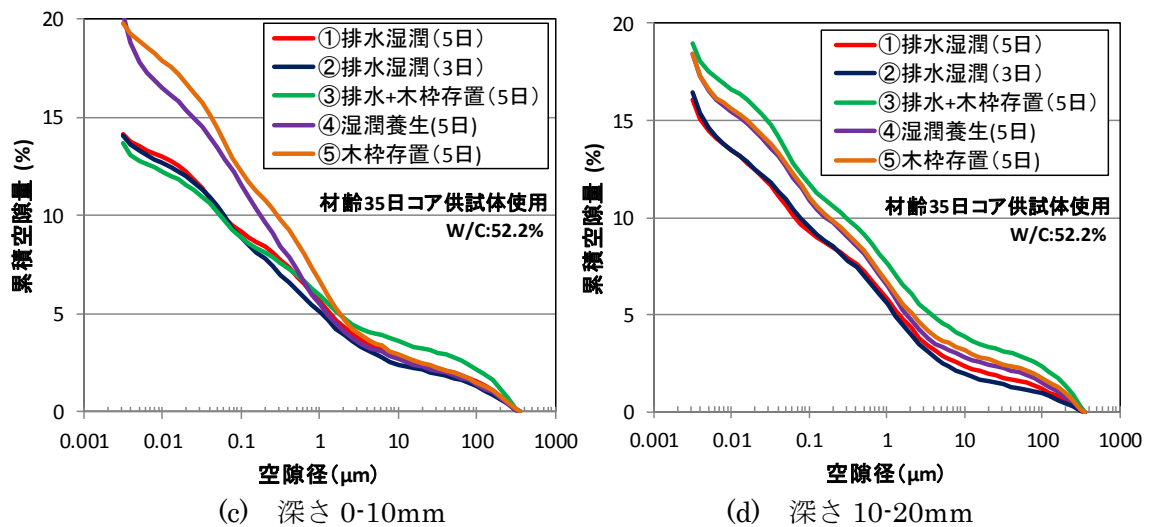 20
15
10
5
0
累積空隙量 (%)
①排水湿潤(5日)
②排水湿潤(3日)
③排水+木枠存置(5日)
④湿潤養生(5日)
⑤木枠存置(5日)
材齢35日コア供試体使用
W/C:52.2%
0.001 0.01 0.1 1 10 100 1000
空隙径(μm)
(c) 深さ 0-10mm
20
15
10
5
0
累積空隙量 (%)
①排水湿潤(5日)
②排水湿潤(3日)
③排水+木枠存置(5日)
④湿潤養生(5日)
⑤木枠存置(5日)
材齢35日コア供試体使用
W/C:52.2%
0.001 0.01 0.1 1 10 100 1000
空隙径(μm)
(d) 深さ 10-20mm